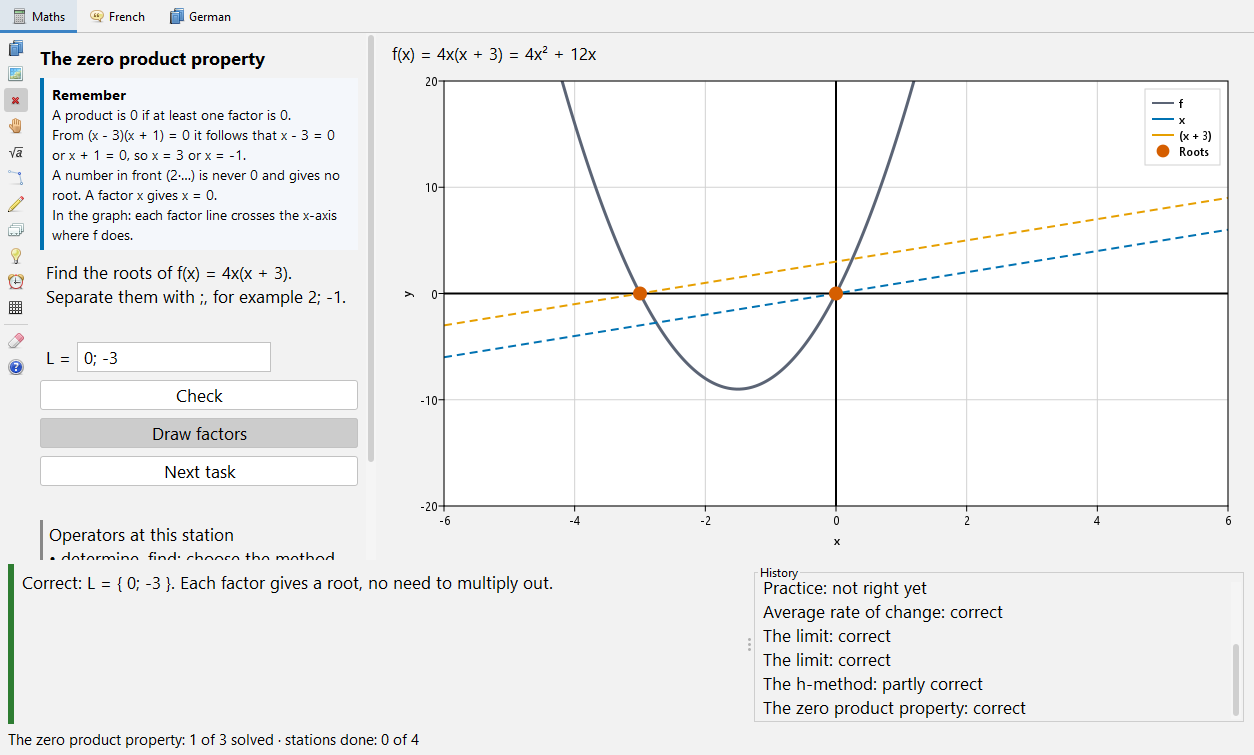 Maths French German
The zero product property
Remember
A product is 0 if at least one factor is 0.
From (x - 3)(x + 1) = 0 it follows that x - 3 = 0
or x + 1 = 0, so x = 3 or x = -1.
A number in front (2·...) is never 0 and gives no
root. A factor x gives x = 0.
In the graph: each factor line crosses the x-axis
where f does.
Find the roots of f(x) = 4x(x + 3).
Separate them with ;, for example 2; -1.
L = 0; -3
Check
Draw factors
Next task
Operators at this station
• determine, find: choose the method
√a
?
f(x) = 4x(x + 3) = 4x² + 12x
20
10
0
-10
-20
y
-6 -4 -2 0 2 4 6
x
f
x
(x + 3)
Roots
Correct: L = { 0; -3 }. Each factor gives a root, no need to multiply out.
History
Practice: not right yet
Average rate of change: correct
The limit: correct
The limit: correct
The h-method: partly correct
The zero product property: correct
The zero product property: 1 of 3 solved · stations done: 0 of 4